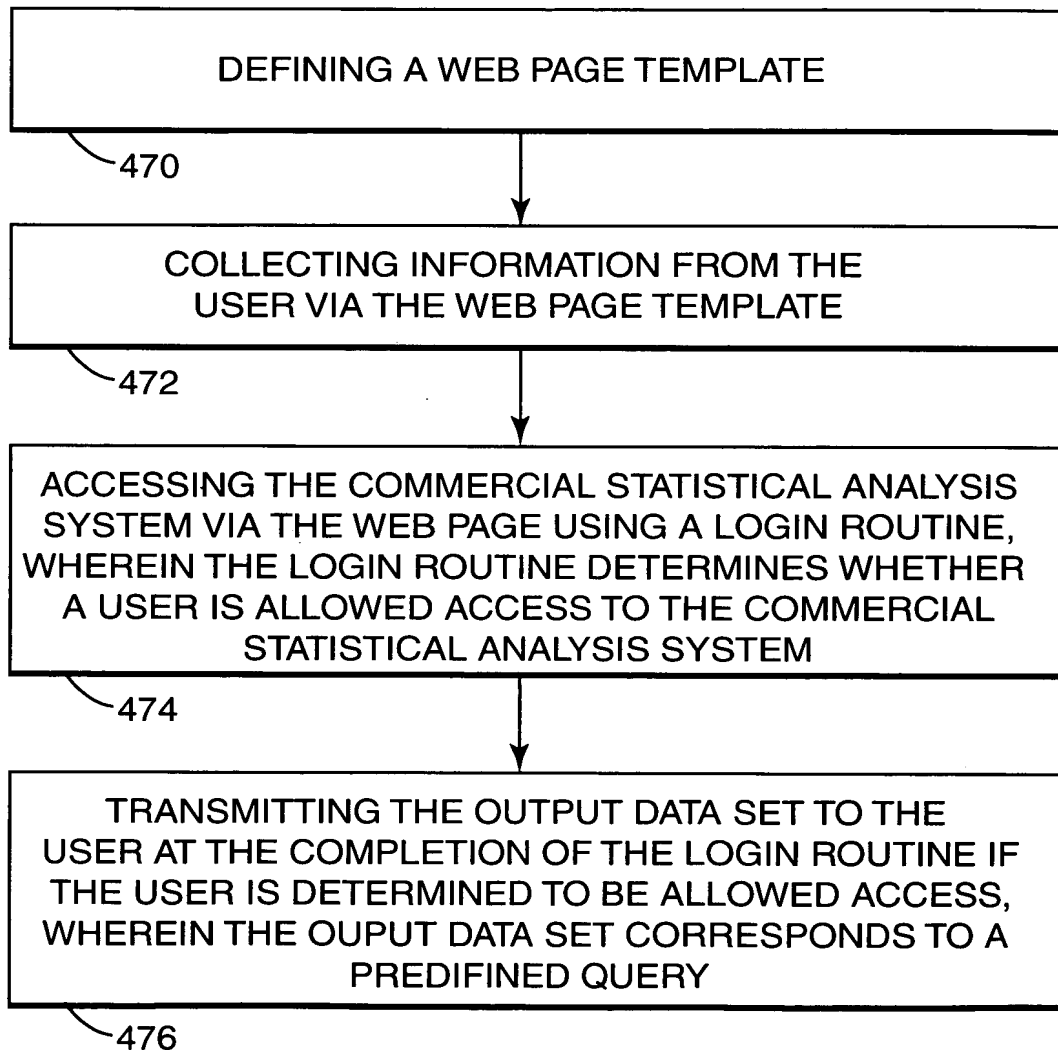 DEFINING A WEB PAGE TEMPLATE
470
COLLECTING INFORMATION FROM THE
USER VIA THE WEB PAGE TEMPLATE
472
ACCESSING THE COMMERCIAL STATISTICAL ANALYSIS
SYSTEM VIA THE WEB PAGE USING A LOGIN ROUTINE,
WHEREIN THE LOGIN ROUTINE DETERMINES WHETHER
A USER IS ALLOWED ACCESS TO THE COMMERCIAL
STATISTICAL ANALYSIS SYSTEM
474
TRANSMITTING THE OUTPUT DATA SET TO THE
USER AT THE COMPLETION OF THE LOGIN ROUTINE IF
THE USER IS DETERMINED TO BE ALLOWED ACCESS,
WHEREIN THE OUPUT DATA SET CORRESPONDS TO A
PREDIFINED QUERY
476